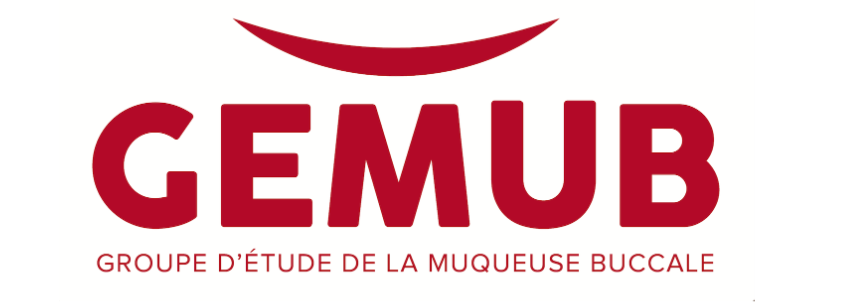 GEMUB
GROUPE D'ÉTUDE DE LA MUQUEUSE BUCCALE